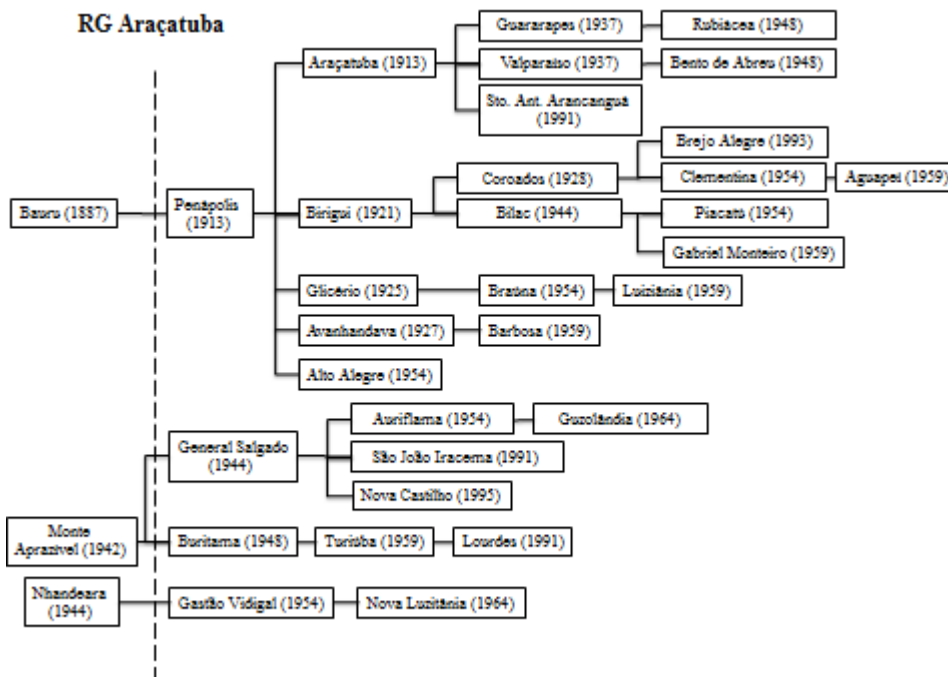 RG Araçatuba
Guararapes (1937)
Rubiácea (1948)
Araçatuba (1913)
Valparaíso (1937)
Bento de Abreu (1948)
Sto. Ant. Arancanguá
(1991)
Brejo Alegre (1993)
Coroados (1928)
Clementina (1954)
Aguapeí (1959)
Bauru (1887)
Penápolis
(1913)
Birigui (1921)
Bilac (1944)
Piacatú (1954)
Gabriel Monteiro (1959)
Glicério (1925)
Braúna (1954)
Luiziânia (1959)
Avanhandava (1927)
Barbosa (1959)
Alto Alegre (1954)
Auriflama (1954)
Guzolândia (1964)
General Salgado
(1944)
São João Iracema (1991)
Nova Castilho (1995)
Monte
Aprazível (1942)
Buritama (1948)
Turiúba (1959)
Lourdes (1991)
Nhandeara
(1944)
Gastão Vidigal (1954)
Nova Luzitânia (1964)